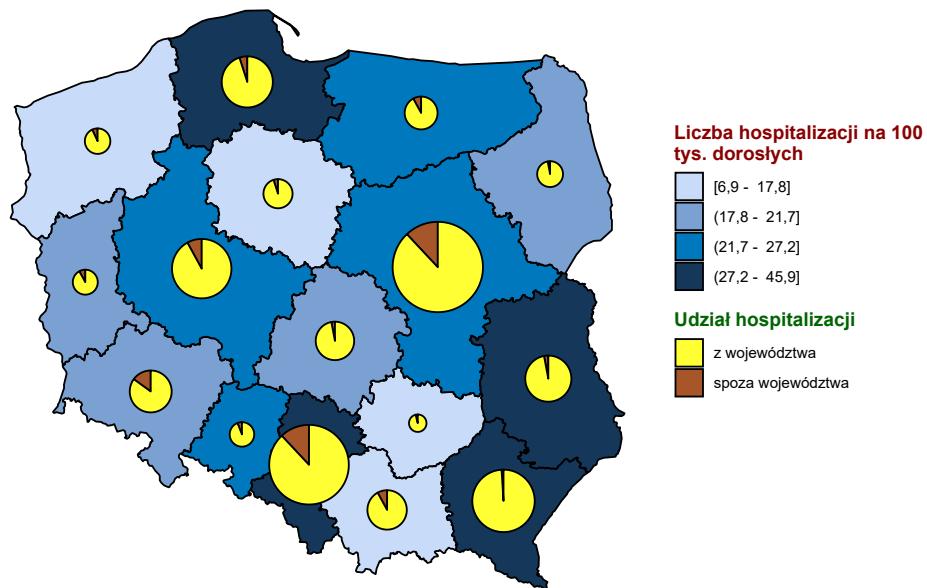 Liczba hospitalizacji na 100
tys. dorosłych
[6,9 - 17,8]
(17,8 - 21,7]
(21,7 - 27,2]
(27,2 - 45,9]
Udział hospitalizacji
z województwa
spoza województwa